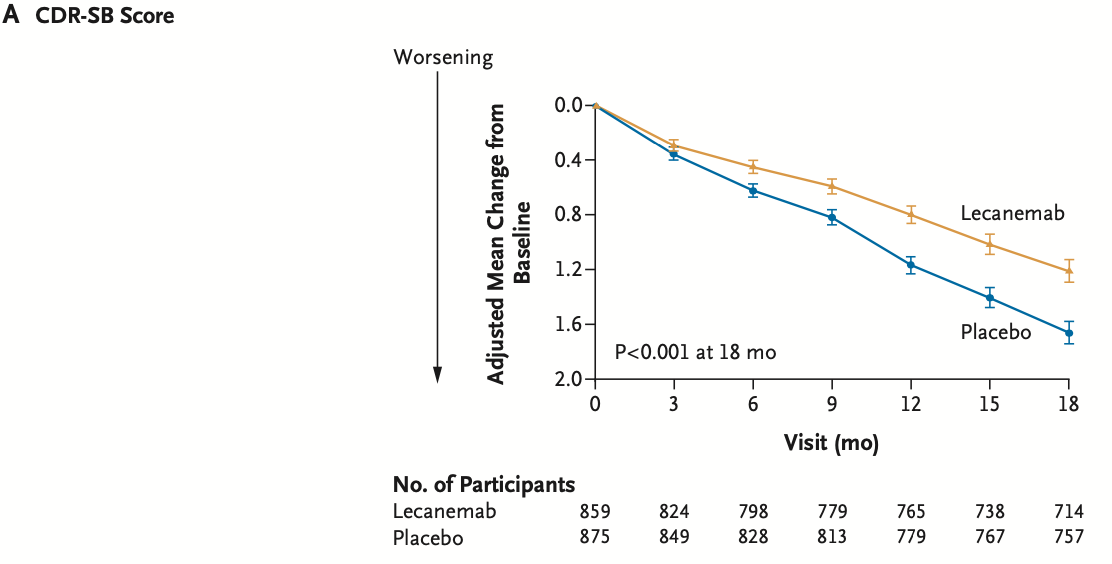 A CDR-SB Score
Worsening
Adjusted Mean Change from
Baseline
0.0
0.4
0.8
1.2
1.6
2.0
Lecanemab
Placebo
P<0.001 at 18 mo
0 3 6 9 12 15 18
Visit (mo)
No. of Participants
Lecanemab 859 824 798 779 765 738 714
Placebo 875 849 828 813 779 767 757